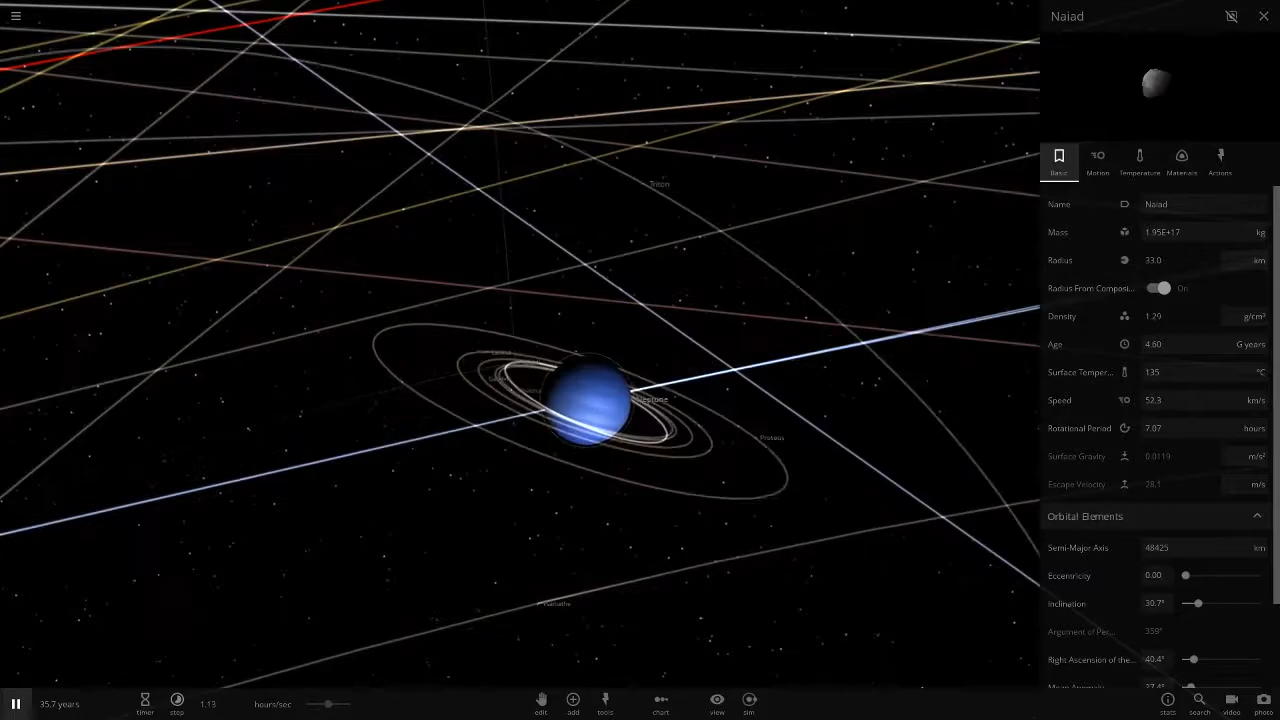 Naiad
Basic
Motion
Temperature
Materials
Actions
Name Naiad
Mass 1.95E+17 kg
Radius 33.0 km
Radius From Composi... On
Density 1.29 g/cm³
Age 4.60 G years
Surface Temper... 135 °C
Speed 52.3 km/s
Rotational Period 7.07 hours
Surface Gravity 0.0119 m/s²
Escape Velocity 28.1 m/s
Orbital Elements
Semi-Major Axis 48425 km
Eccentricity 0.00
Inclination 30.7°
Argument of Per... 359°
Right Ascension of the... 40.4°
Triton
Neptune
Proteus
35.7 years
timer
step
1.13
hours/sec
edit
add
tools
chart
view
sim
stats
search
video
photo